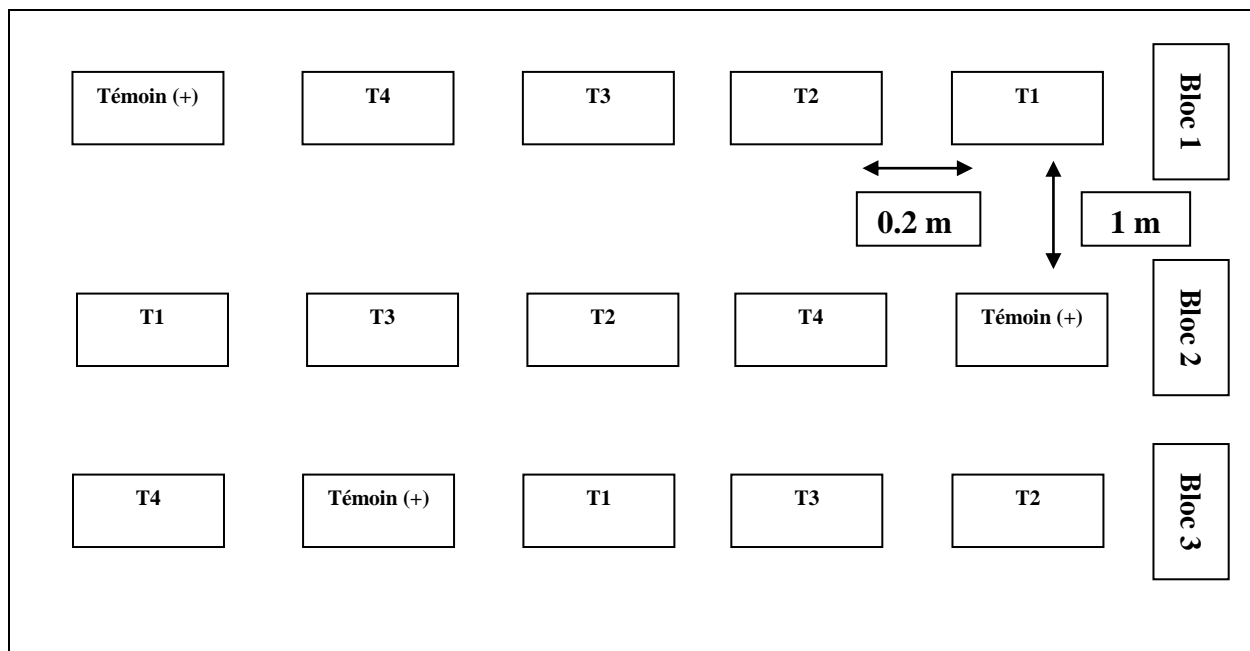 Témoin (+)
T4
T3
T2
T1
Bloc 1
0.2 m
1 m
T1
T3
T2
T4
Témoin (+)
Bloc 2
T4
Témoin (+)
T1
T3
T2
Bloc 3